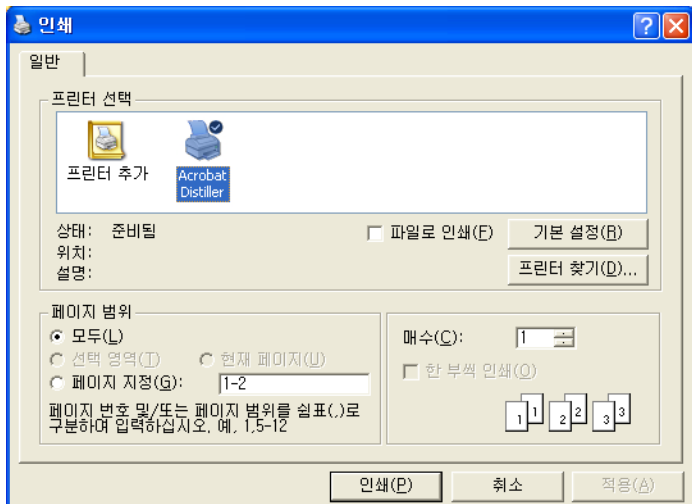 인쇄
일반
프린터 선택
프린터 추가
Acrobat
Distiller
상태: 준비됨
파일로 인쇄(F)
기본 설정(R)
위치:
설명:
프린터 찾기(D)...
페이지 범위
모두(L)
선택 영역(T) 현재 페이지(U)
페이지 지정(G): 1-2
페이지 번호 및/또는 페이지 범위를 쉼표(,)로
구분하여 입력하십시오. 예, 1,5-12
매수(C): 1
한 부씩 인쇄(O)
1 1 2 2 3 3
인쇄(P) 취소 적용(A)